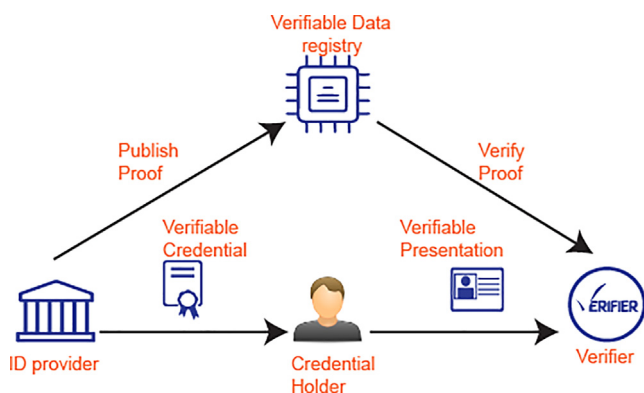 Verifiable Data
registry
Publish
Proof
Verify
Proof
Verifiable
Credential
Verifiable
Presentation
VERIFIER
ID provider
Credential
Holder
Verifier